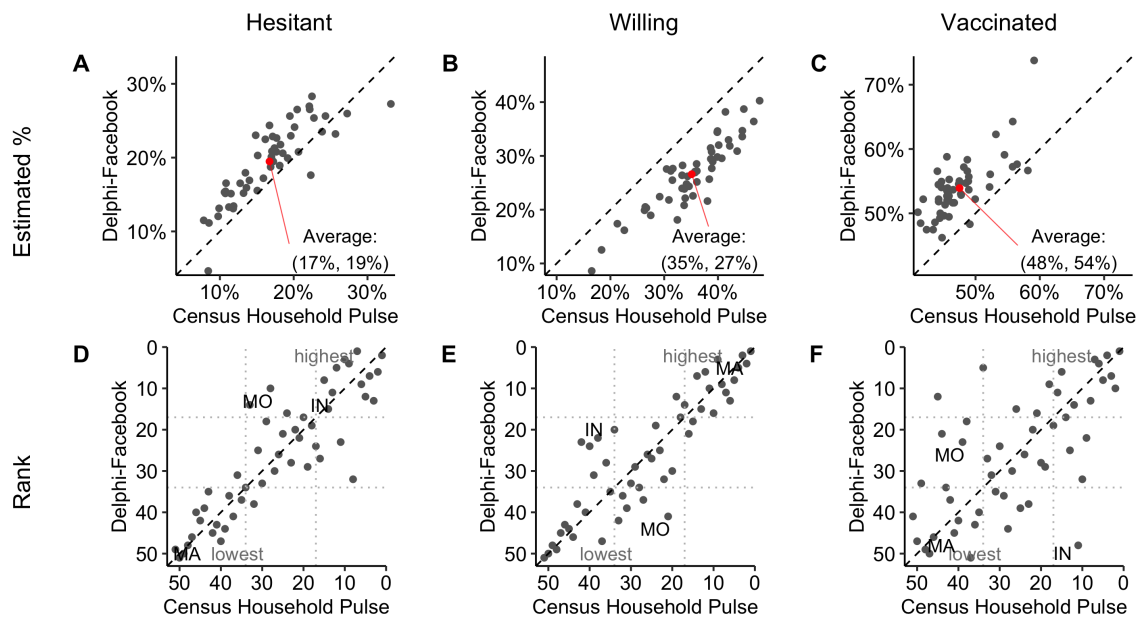 Hesitant
Willing
Vaccinated
Estimated %
A
Delphi-Facebook
30%
20%
10%
Average:
(17%, 19%)
10% 20% 30%
Census Household Pulse
B
Delphi-Facebook
40%
30%
20%
10%
Average:
(35%, 27%)
10% 20% 30% 40%
Census Household Pulse
C
Delphi-Facebook
70%
60%
50%
Average:
(48%, 54%)
50% 60% 70%
Census Household Pulse
Rank
D
Delphi-Facebook
0
10
20
30
40
50
highest
MO
IN
MA
lowest
50 40 30 20 10 0
Census Household Pulse
E
Delphi-Facebook
0
10
20
30
40
50
highest
MA
IN
MO
lowest
50 40 30 20 10 0
Census Household Pulse
F
Delphi-Facebook
0
10
20
30
40
50
highest
MO
MA
lowest
IN
50 40 30 20 10 0
Census Household Pulse